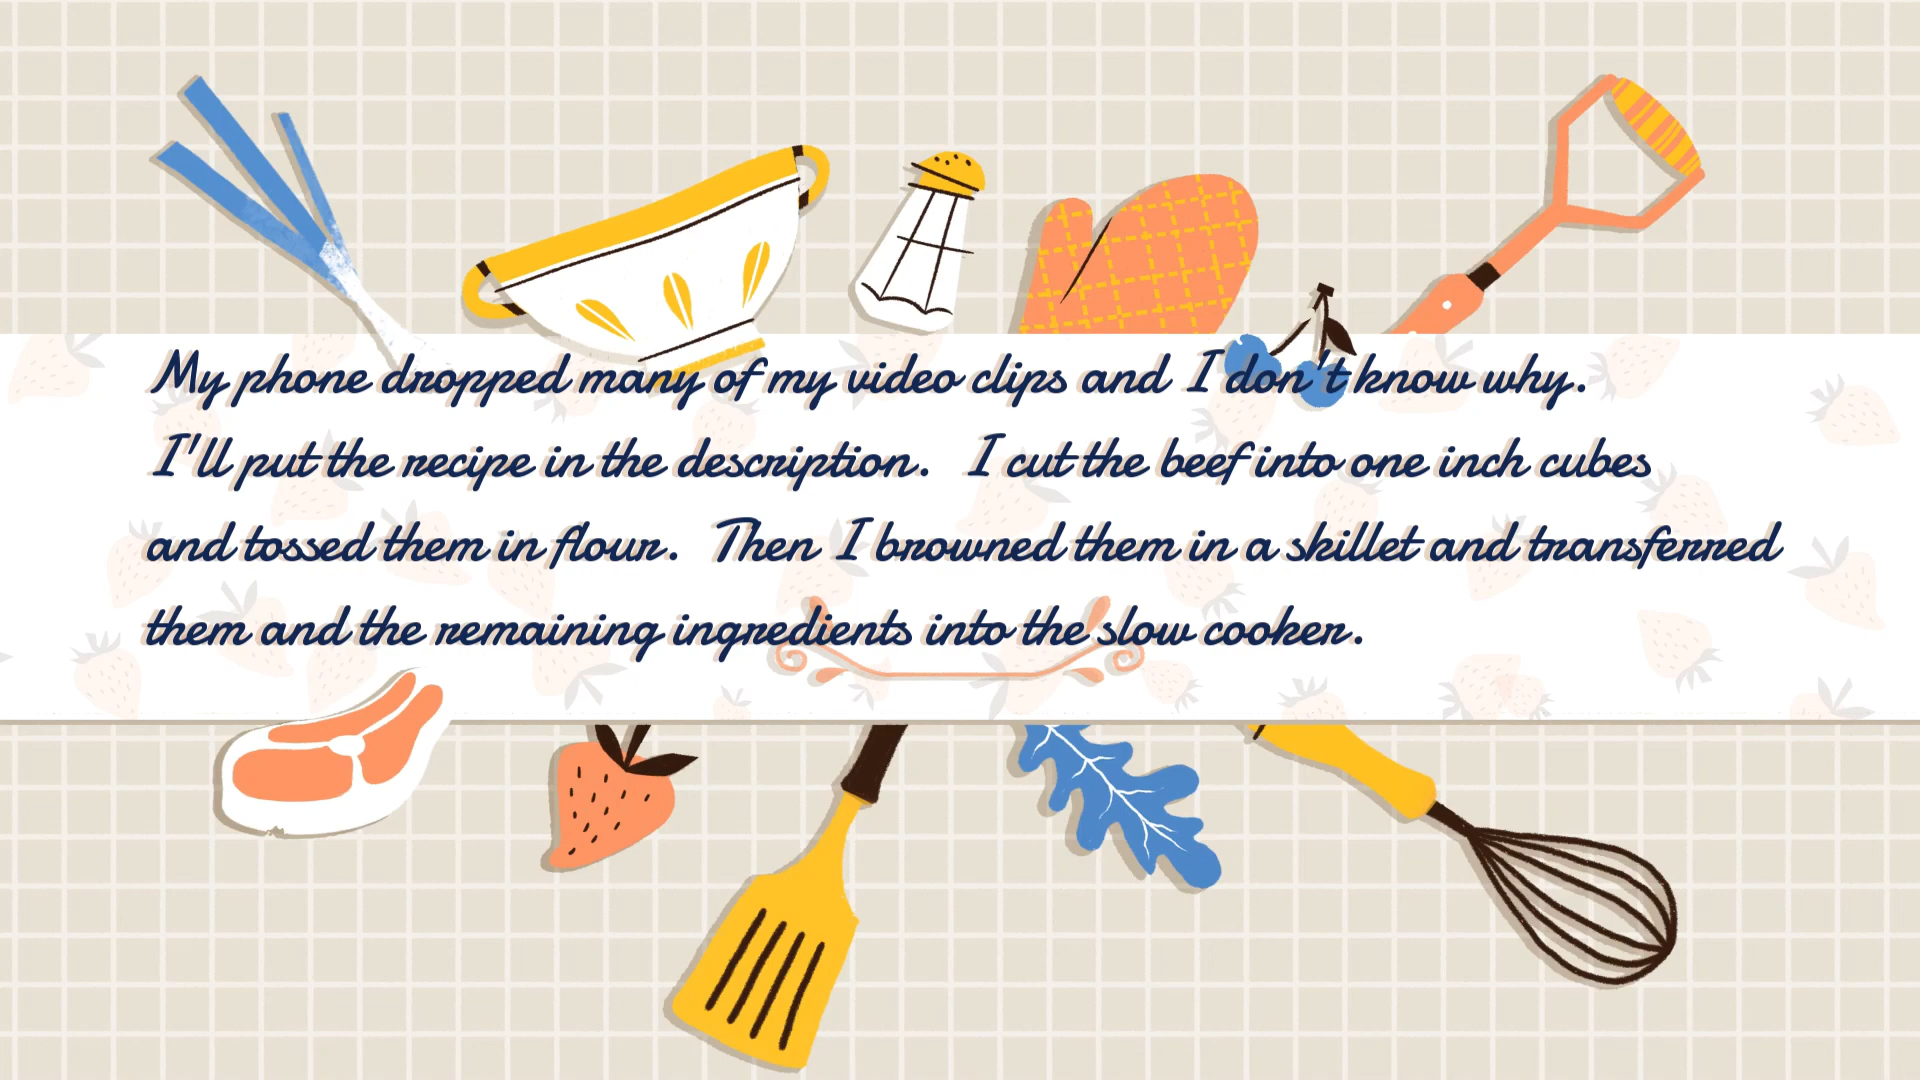 My phone dropped many of my video clips and I don't know why.
I'll put the recipe in the description. I cut the beef into one inch cubes
and tossed them in flour. Then I browned them in a skillet and transferred
them and the remaining ingredients into the slow cooker.